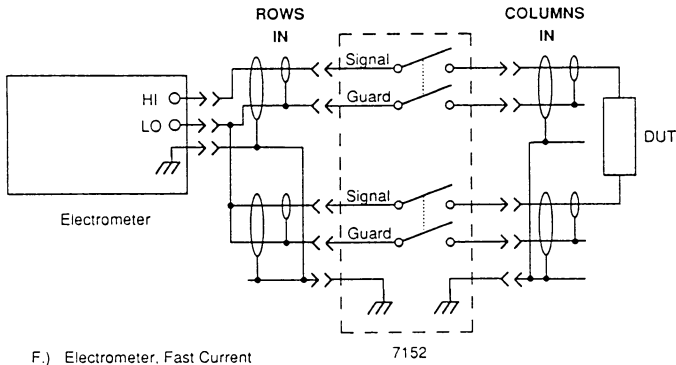 ROWS
IN
COLUMNS
IN
Signal
HI
Guard
LO
DUT
Signal
Electrometer
Guard
F.) Electrometer, Fast Current
7152